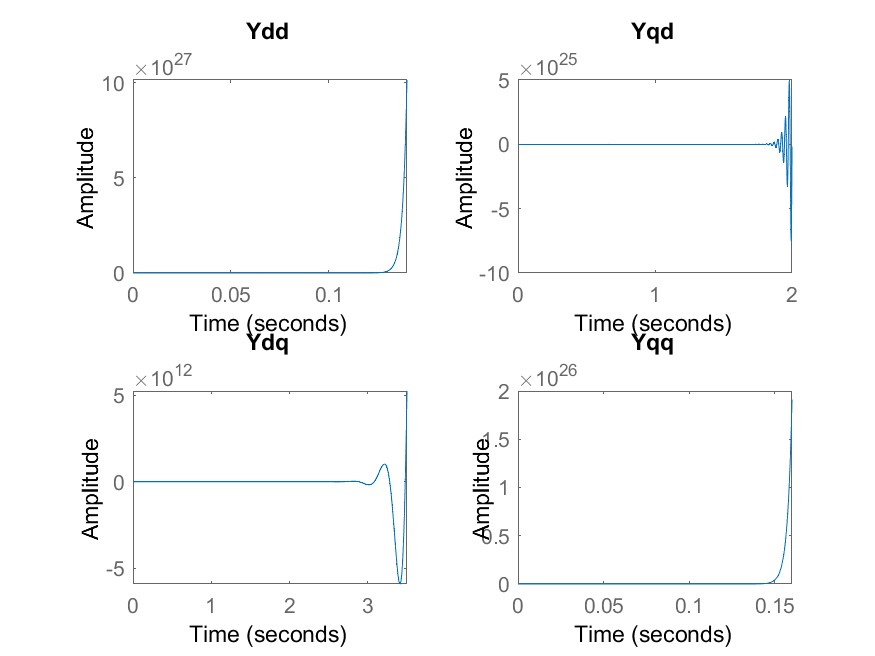 Ydd
×10^27
10
5
0
Amplitude
0
0.05
0.1
Time (seconds)
Yqd
×10^25
5
0
-5
-10
Amplitude
0
1
2
Time (seconds)
Ydq
×10^12
5
0
-5
Amplitude
0
1
2
3
Time (seconds)
Yqq
×10^26
2
1.5
1
0.5
0
Amplitude
0
0.05
0.1
0.15
Time (seconds)